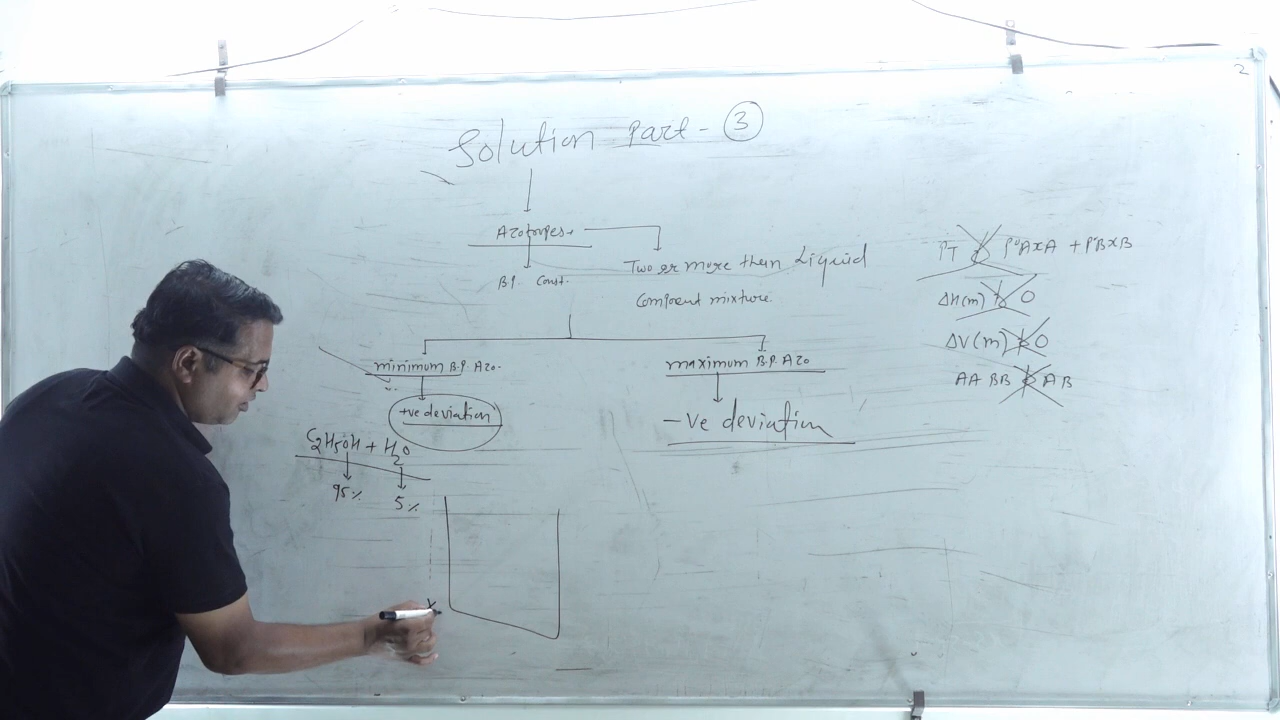 2
Solution Part - 3
Azotropes
B.P. Const.
Two or more then Liquid
Compoent mixture.
minimum B.P. Azo.
maximum B.P. Azo
+ve deviation
-ve deviation
C2H5OH + H2O
95%
5%
PT = P°AxA + P°BxB
ΔH(m) = 0
ΔV(m) = 0
AA BB = AB